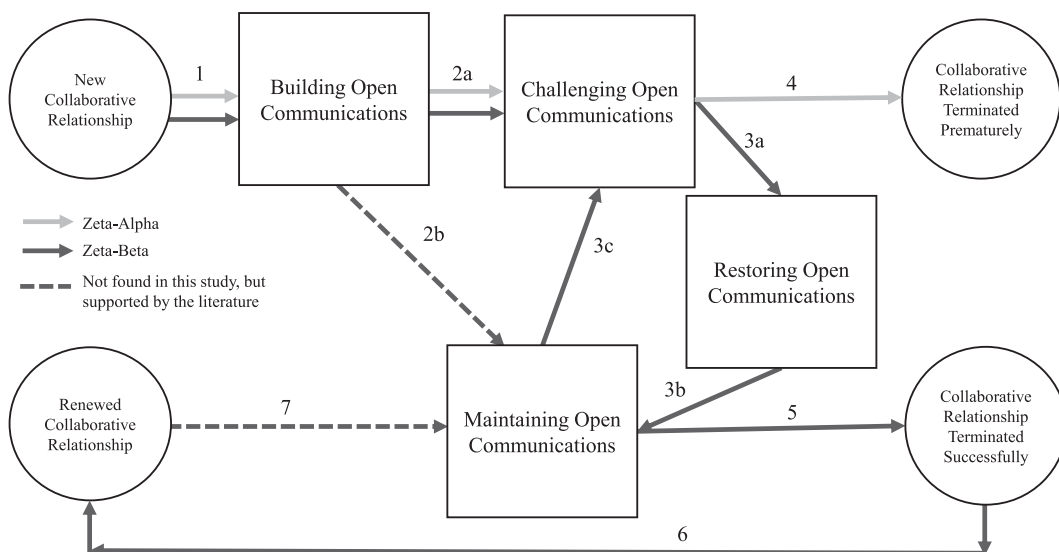 New
Collaborative
Relationship
1
Building Open
Communications
2a
Challenging Open
Communications
4
Collaborative
Relationship
Terminated
Prematurely
3a
Zeta-Alpha
Zeta-Beta
Not found in this study, but
supported by the literature
2b
3c
Restoring Open
Communications
Renewed
Collaborative
Relationship
7
Maintaining Open
Communications
3b
5
Collaborative
Relationship
Terminated
Successfully
6